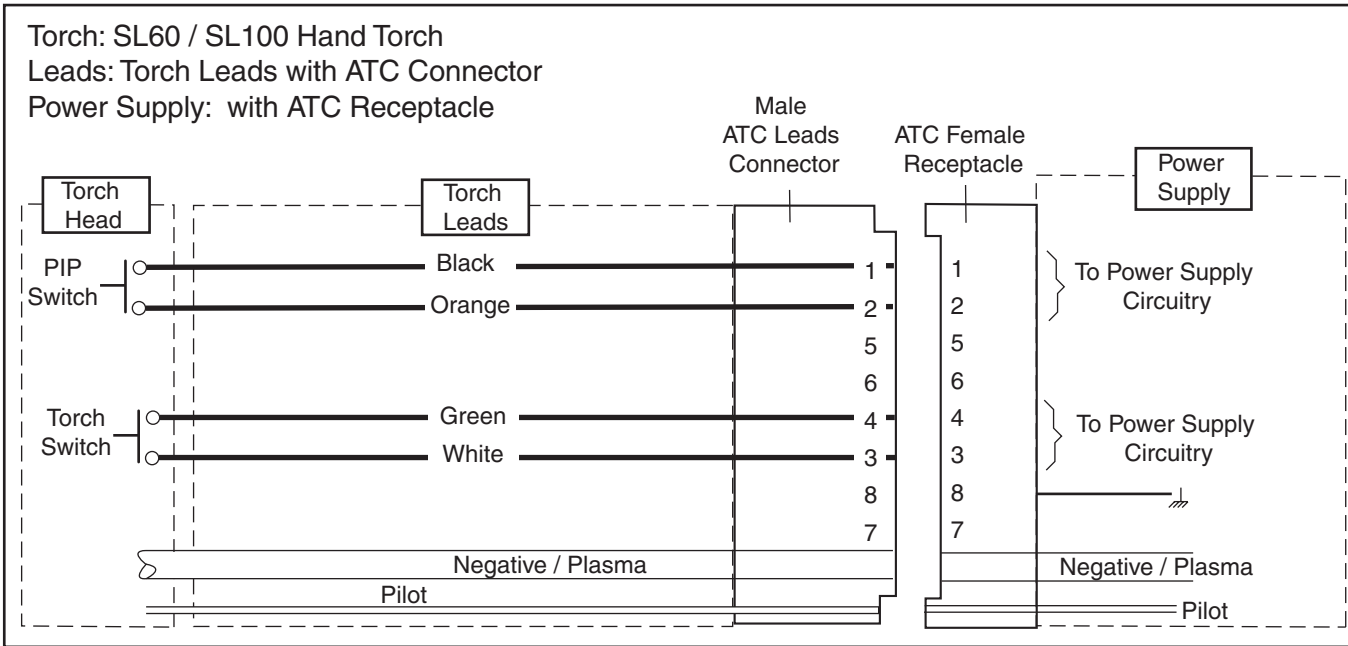 Torch: SL60 / SL100 Hand Torch
Leads: Torch Leads with ATC Connector
Power Supply: with ATC Receptacle
Male
ATC Leads
Connector
ATC Female
Receptacle
Power
Supply
Torch
Head
Torch
Leads
PIP
Switch
Black
1
1
To Power Supply
Circuitry
Orange
2
2
5
5
6
6
Torch
Switch
Green
4
4
To Power Supply
Circuitry
White
3
3
8
8
7
7
Negative / Plasma
Negative / Plasma
Pilot
Pilot